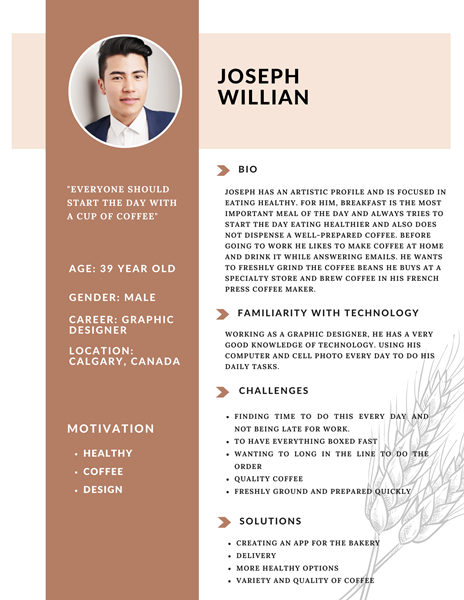 JOSEPH
WILLIAN
"EVERYONE SHOULD
START THE DAY WITH
A CUP OF COFFEE"
AGE: 39 YEAR OLD
GENDER: MALE
CAREER: GRAPHIC
DESIGNER
LOCATION:
CALGARY, CANADA
MOTIVATION
• HEALTHY
• COFFEE
• DESIGN
BIO
JOSEPH HAS AN ARTISTIC PROFILE AND IS FOCUSED IN
EATING HEALTHY. FOR HIM, BREAKFAST IS THE MOST
IMPORTANT MEAL OF THE DAY AND ALWAYS TRIES TO
START THE DAY EATING HEALTHIER AND ALSO DOES
NOT DISPENSE A WELL-PREPARED COFFEE. BEFORE
GOING TO WORK HE LIKES TO MAKE COFFEE AT HOME
AND DRINK IT WHILE ANSWERING EMAILS. HE WANTS
TO FRESHLY GRIND THE COFFEE BEANS HE BUYS AT A
SPECIALTY STORE AND BREW COFFEE IN HIS FRENCH
PRESS COFFEE MAKER.
FAMILIARITY WITH TECHNOLOGY
WORKING AS A GRAPHIC DESIGNER, HE HAS A VERY
GOOD KNOWLEDGE OF TECHNOLOGY. USING HIS
COMPUTER AND CELL PHOTO EVERY DAY TO DO HIS
DAILY TASKS.
CHALLENGES
• FINDING TIME TO DO THIS EVERY DAY AND
NOT BEING LATE FOR WORK.
• TO HAVE EVERYTHING BOXED FAST
• WANTING TO LONG IN THE LINE TO DO THE
ORDER
• QUALITY COFFEE
• FRESHLY GROUND AND PREPARED QUICKLY
SOLUTIONS
• CREATING AN APP FOR THE BAKERY
• DELIVERY
• MORE HEALTHY OPTIONS
• VARIETY AND QUALITY OF COFFEE